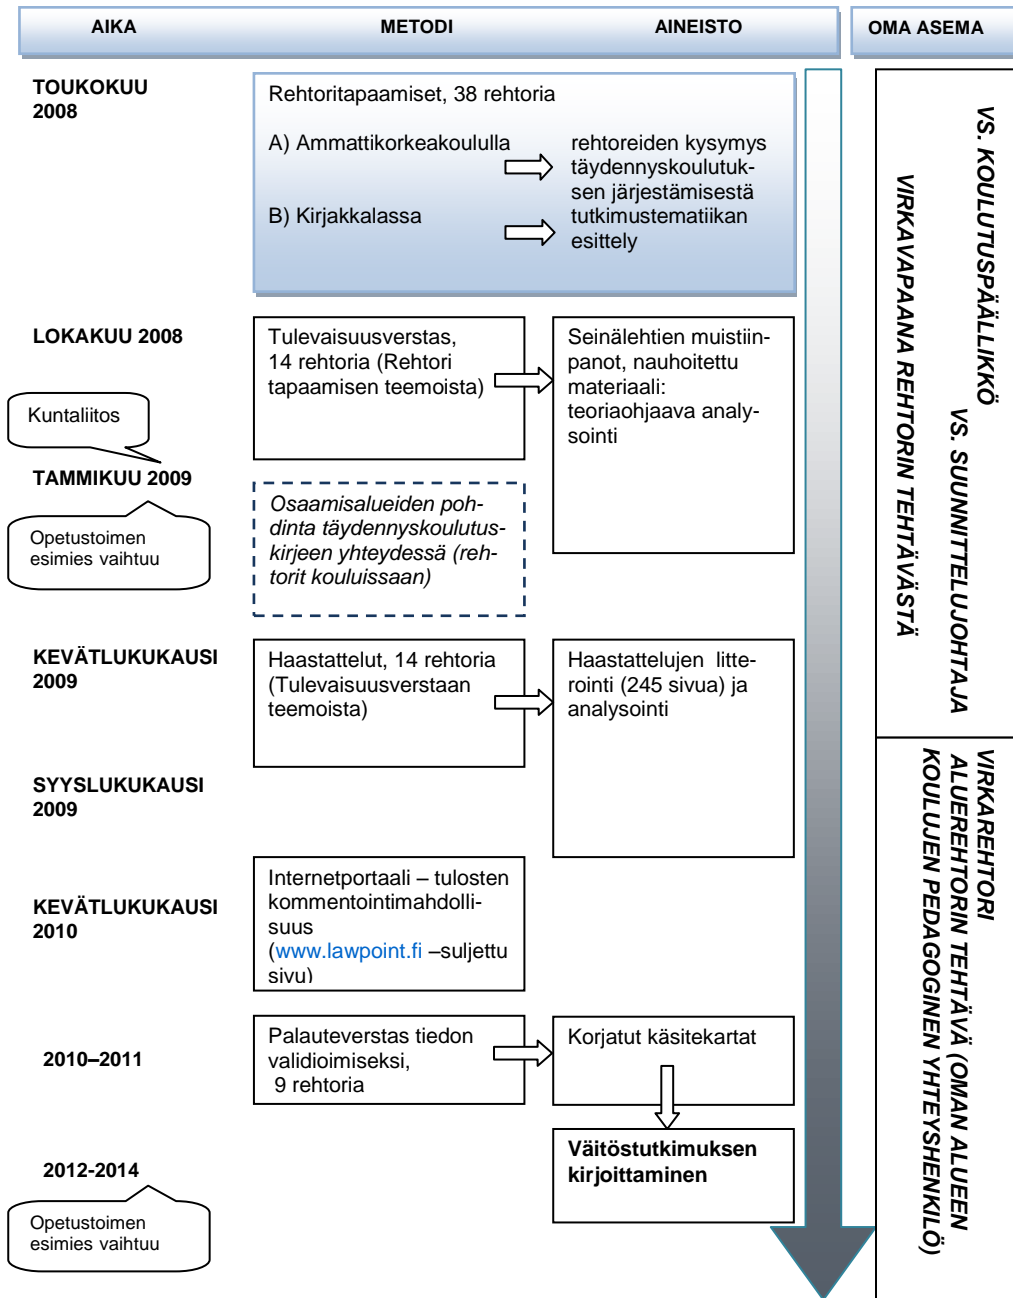 AIKA METODI AINEISTO OMA ASEMA
TOUKOKUU
2008
Rehtoritapaamiset, 38 rehtoria
A) Ammattikorkeakoululla
B) Kirjakkalassa
rehtoreiden kysymys
täydennyskoulutuk-
sen järjestämisestä
tutkimustematiikan
esittely
LOKAKUU 2008
Tulevaisuusverstas,
14 rehtoria (Rehtori
tapaamisen teemoista)
Seinälehtien muistiin-
panot, nauhoitettu
materiaali:
teoriaohjaava analy-
sointi
Kuntaliitos
TAMMIKUU 2009
Opetustoimen
esimies vaihtuu
Osaamisalueiden poh-
dinta täydennyskoulutus-
kirjeen yhteydessä (reh-
torit kouluissaan)
KEVÄTLUKUKAUSI
2009
Haastattelut, 14 rehtoria
(Tulevaisuusverstaan
teemoista)
Haastattelujen litte-
rointi (245 sivua) ja
analysointi
SYYSLUKUKAUSI
2009
KEVÄTLUKUKAUSI
2010
Internetportaali – tulosten
kommentointimahdolli-
suus
(www.lawpoint.fi –suljettu
sivu)
2010–2011
Palauteverstas tiedon
validioimiseksi,
9 rehtoria
Korjatut käsitekartat
2012-2014
Väitöstutkimuksen
kirjoittaminen
Opetustoimen
esimies vaihtuu
VS. KOULUTUSPÄÄLLIKKÖ
VS. SUUNNITTELUJOHTAJA
VIRKAVAPAANA REHTORIN TEHTÄVÄSTÄ
VIRKAREHTORI
ALUEREHTORIN TEHTÄVÄ (OMAN ALUEEN
KOULUJEN PEDAGOGINEN YHTEYSHENKILÖ)